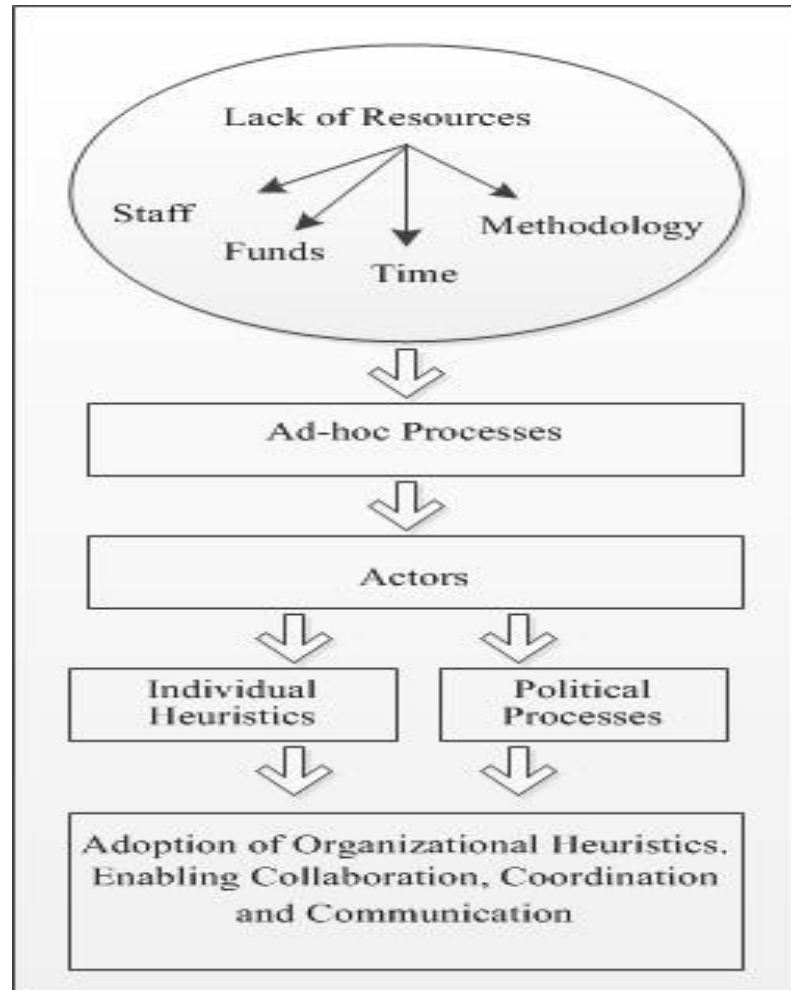 Lack of Resources
Staff
Funds
Time
Methodology
Ad-hoc Processes
Actors
Individual
Heuristics
Political
Processes
Adoption of Organizational Heuristics.
Enabling Collaboration, Coordination
and Communication